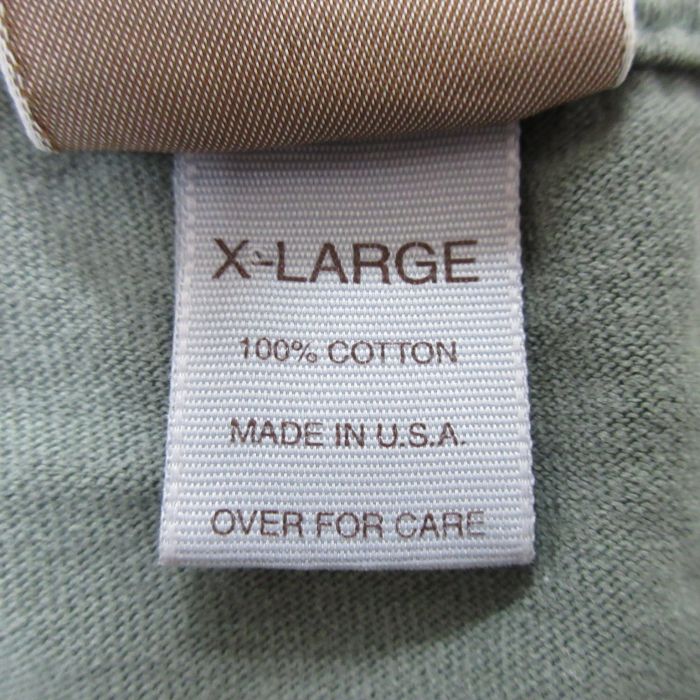 X-LARGE
100% COTTON
MADE IN U.S.A.
OVER FOR CARE